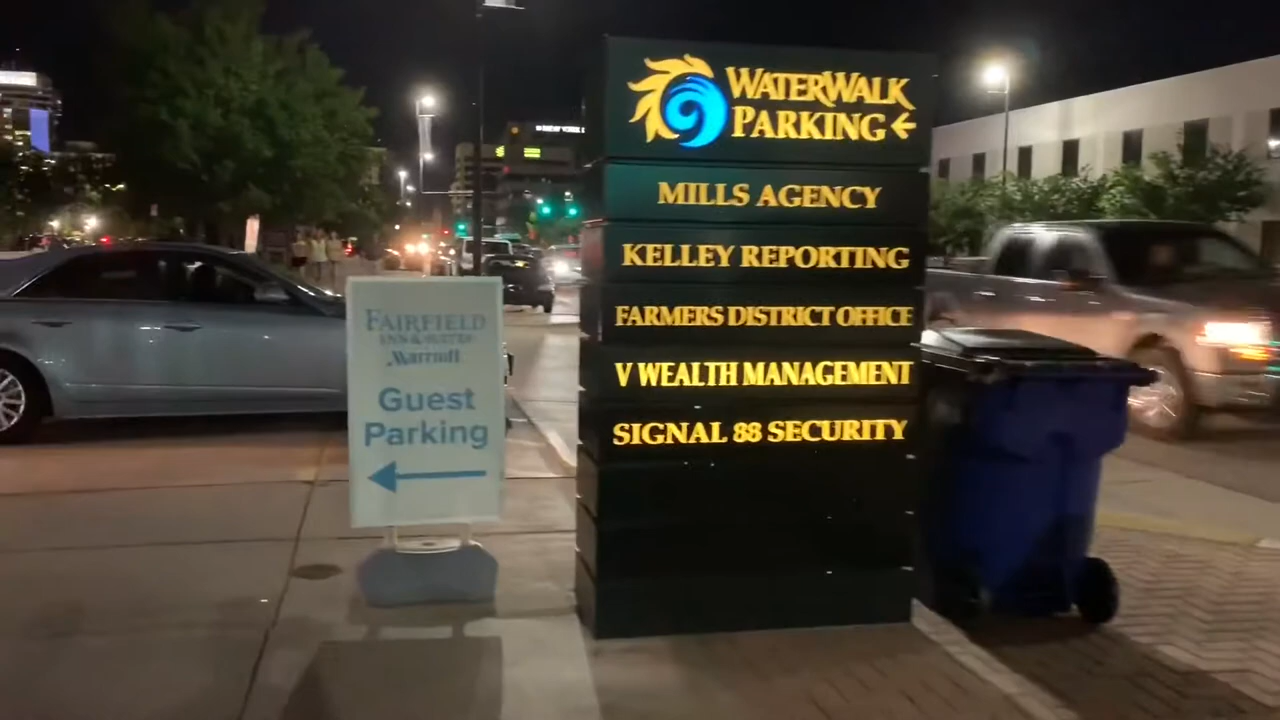 WATERWALK
PARKING ←
MILLS AGENCY
KELLEY REPORTING
FARMERS DISTRICT OFFICE
V WEALTH MANAGEMENT
SIGNAL 88 SECURITY
FAIRFIELD
INN & SUITES
Marriott
Guest
Parking
←